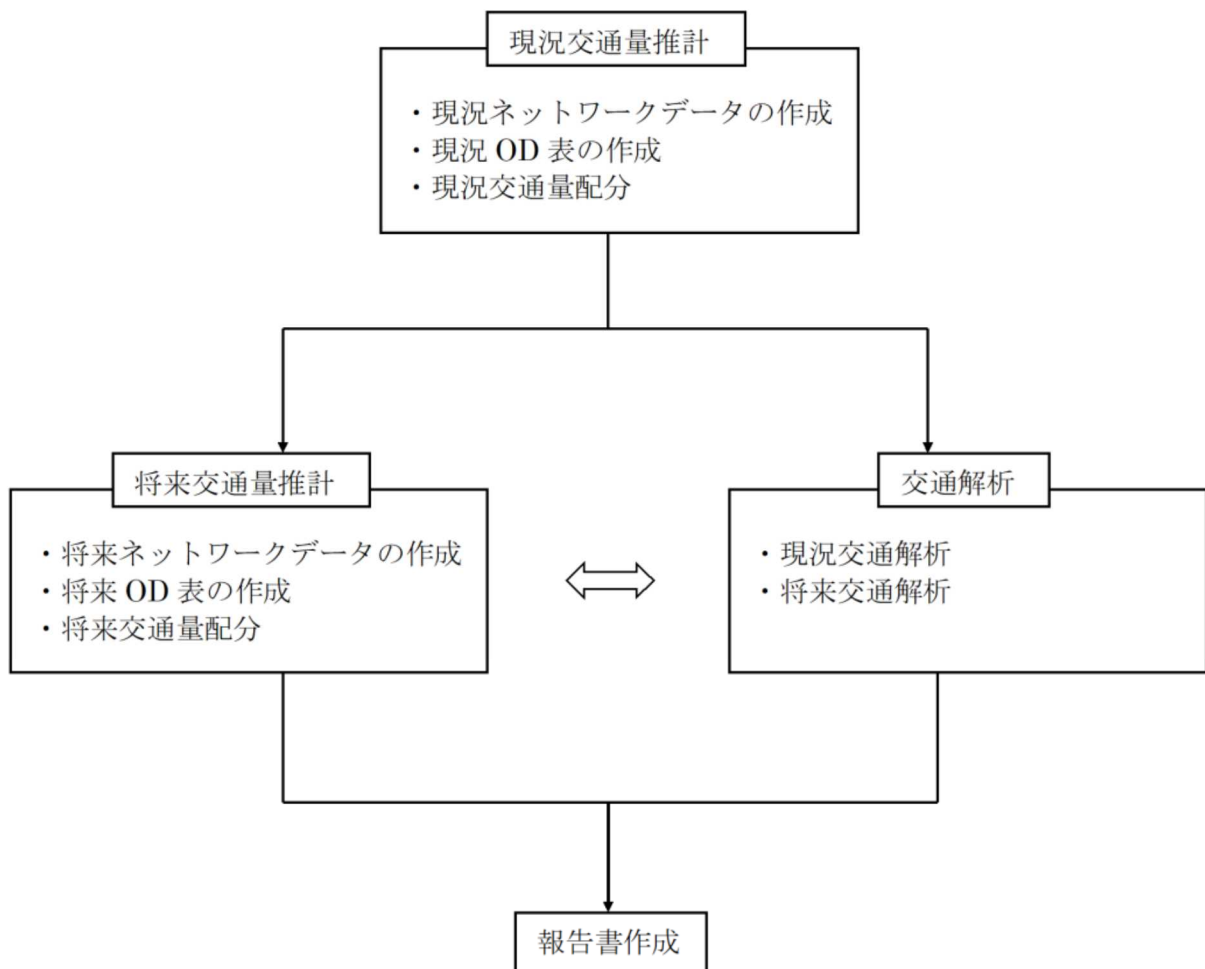 現況交通量推計
・現況ネットワークデータの作成
・現況 OD 表の作成
・現況交通量配分
将来交通量推計
・将来ネットワークデータの作成
・将来 OD 表の作成
・将来交通量配分
交通解析
・現況交通解析
・将来交通解析
報告書作成